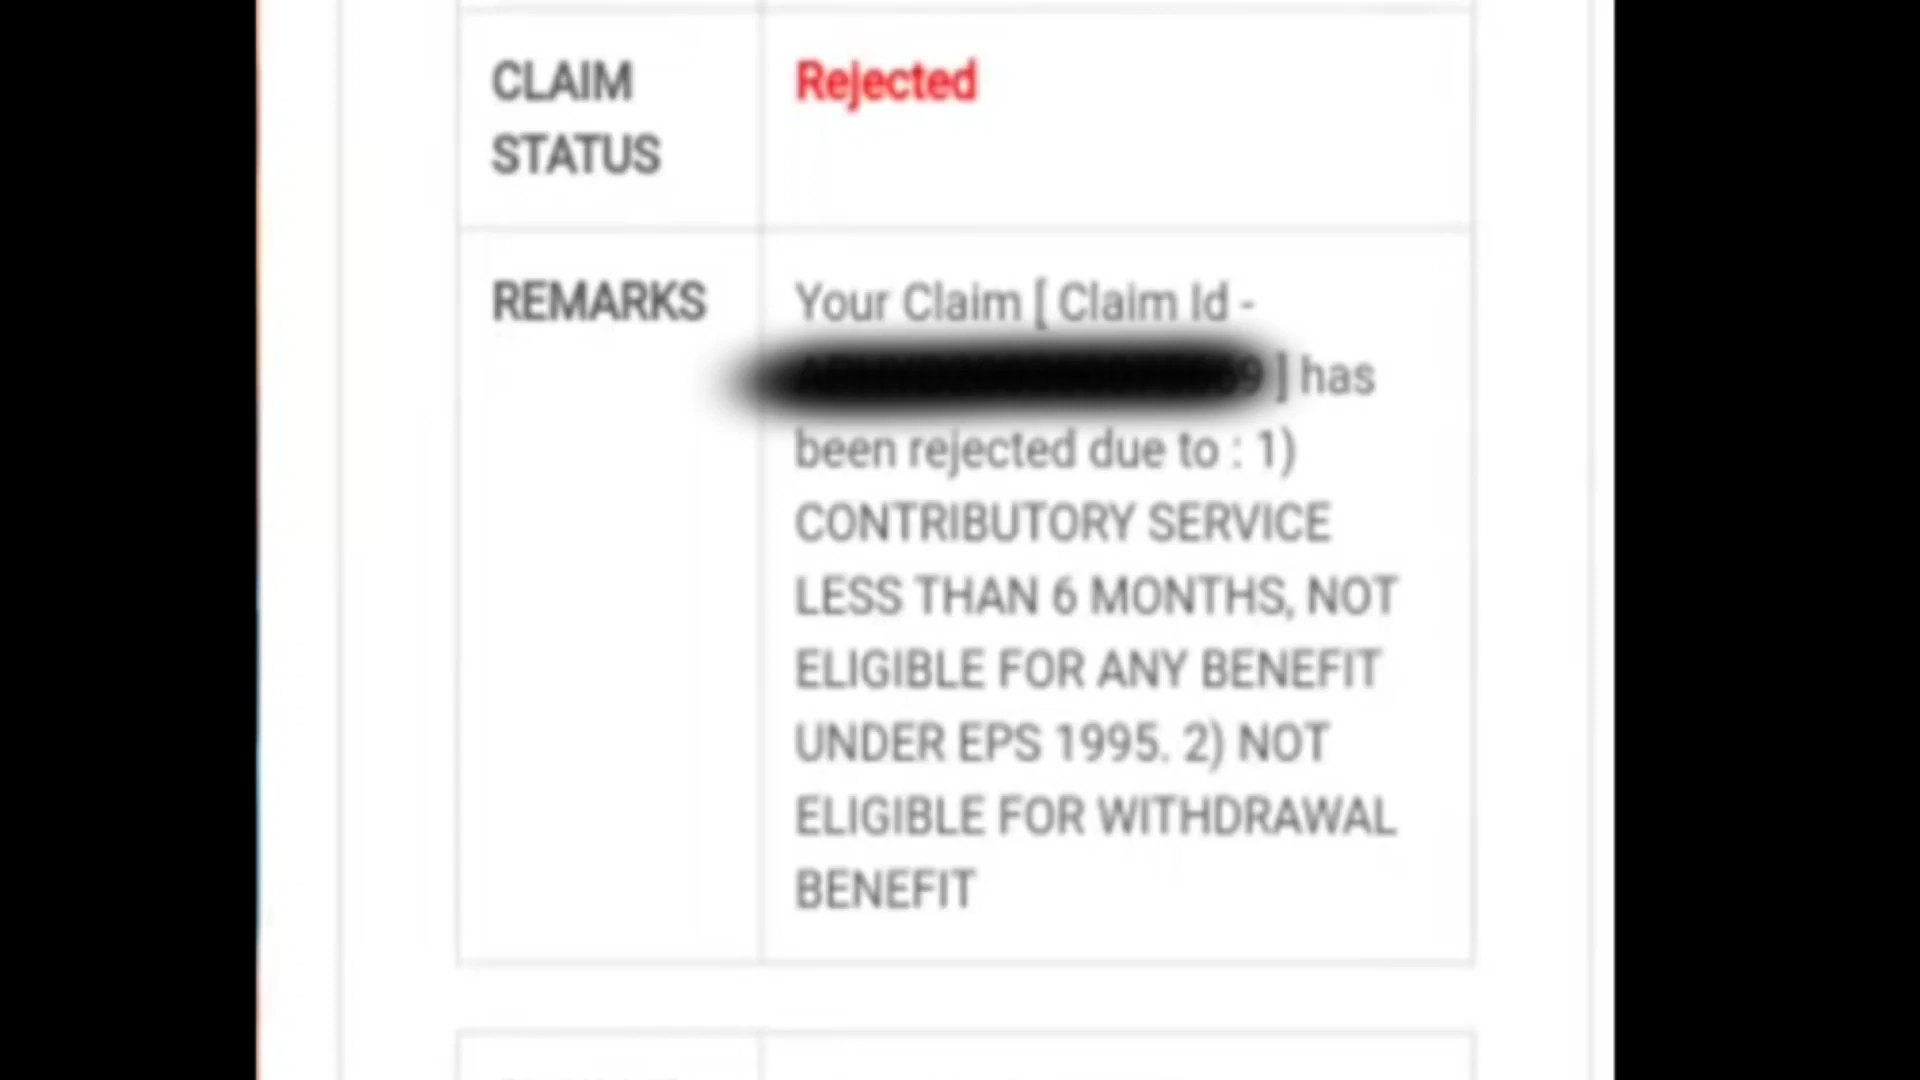 CLAIM
STATUS
Rejected
REMARKS
Your Claim [ Claim Id -
] has
been rejected due to : 1)
CONTRIBUTORY SERVICE
LESS THAN 6 MONTHS, NOT
ELIGIBLE FOR ANY BENEFIT
UNDER EPS 1995. 2) NOT
ELIGIBLE FOR WITHDRAWAL
BENEFIT